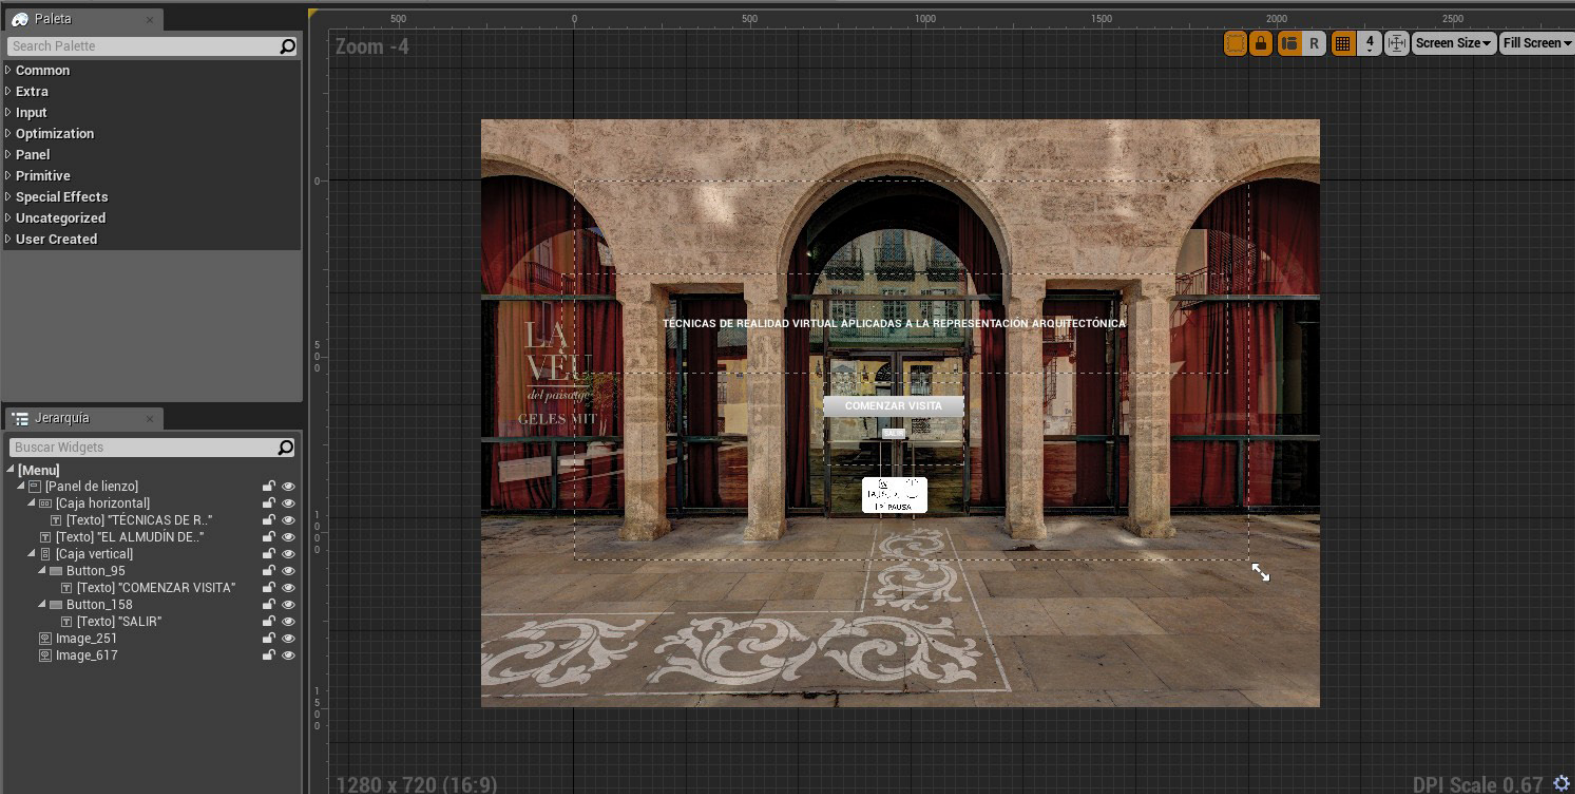 Paleta
Search Palette
Common
Extra
Input
Optimization
Panel
Primitive
Special Effects
Uncategorized
User Created
Jerarquía
Buscar Widgets
[Menu]
[Panel de lienzo]
[Caja horizontal]
[Texto] "TÉCNICAS DE R.."
[Texto] "EL ALMUDÍN DE.."
[Caja vertical]
Button_95
[Texto] "COMENZAR VISITA"
Button_158
[Texto] "SALIR"
Image_251
Image_617
500 0 500 1000 1500 2000 2500
Zoom -4
R
4
Screen Size
Fill Screen
0
500
1000
1500
TÉCNICAS DE REALIDAD VIRTUAL APLICADAS A LA REPRESENTACIÓN ARQUITECTÓNICA
LA
VEU
del paisatge
GELES MIT
COMENZAR VISITA
SALIR
PAUSA
1280 x 720 (16:9)
DPI Scale 0.67